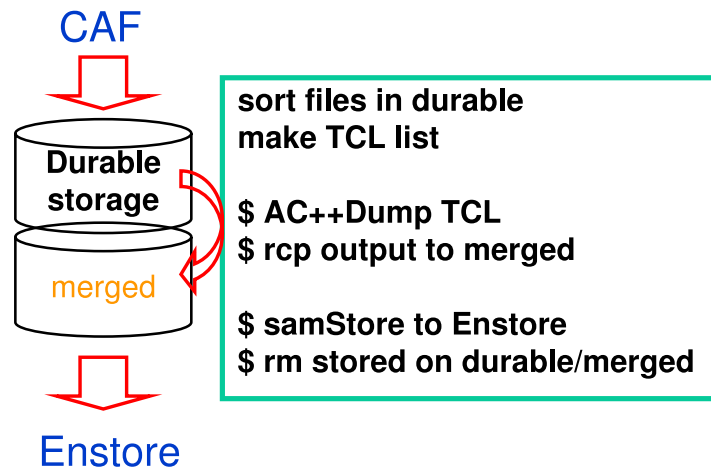 CAF
Durable
storage
merged
Enstore
sort files in durable
make TCL list
$ AC++Dump TCL
$ rcp output to merged
$ samStore to Enstore
$ rm stored on durable/merged